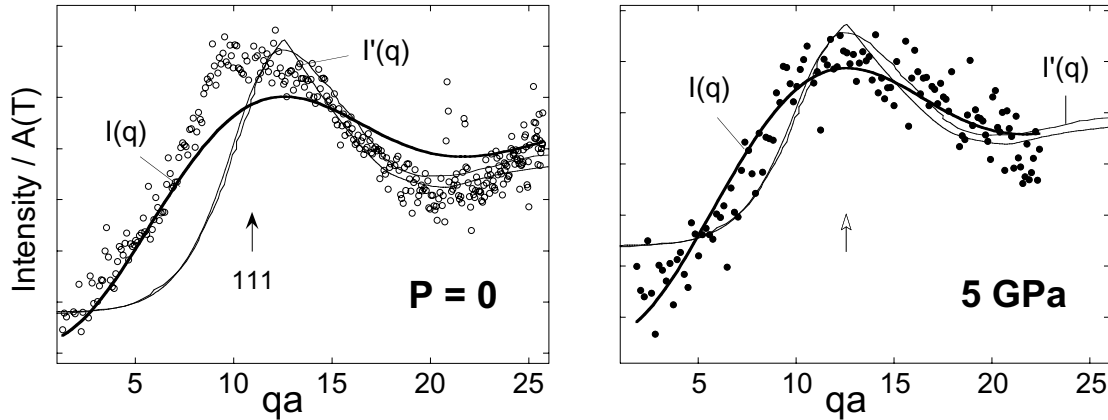 Intensity / A(T)
I(q)
I'(q)
111
P = 0
5 10 15 20 25
qa
I(q)
I'(q)
5 GPa
5 10 15 20 25
qa